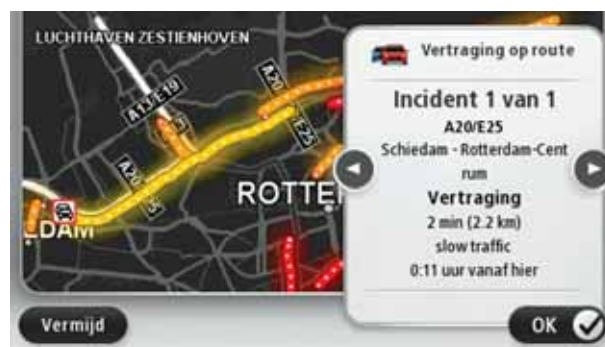 LUCHTHAVEN ZESTIENHOVEN
A13/E19
A20
E25
A20
ROTTE
Vertraging op route
Incident 1 van 1
A20/E25
Schiedam - Rotterdam-Cent
rum
Vertraging
2 min (2.2 km)
slow traffic
0:11 uur vanaf hier
Vermijd
OK